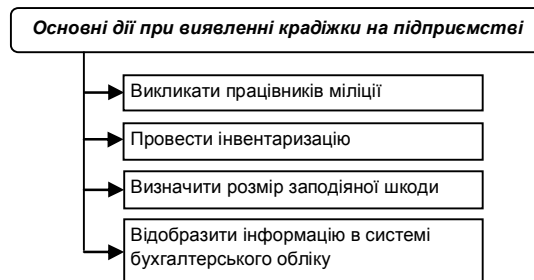 Основні дії при виявленні крадіжки на підприємстві
Викликати працівників міліції
Провести інвентаризацію
Визначити розмір заподіяної шкоди
Відобразити інформацію в системі
бухгалтерського обліку